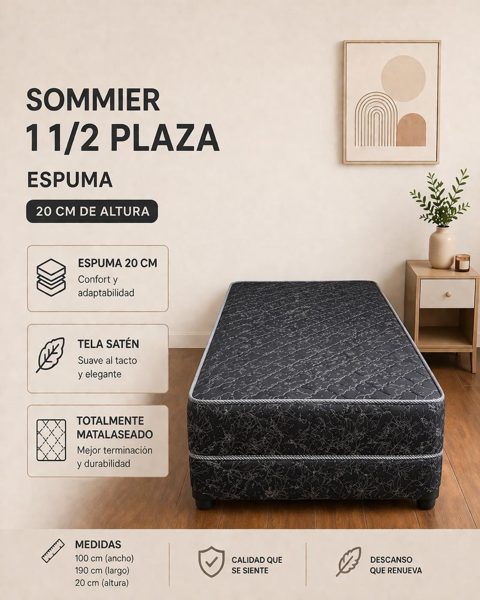 SOMMIER
1 1/2 PLAZA
ESPUMA
20 CM DE ALTURA
ESPUMA 20 CM
Confort y
adaptabilidad
TELA SATÉN
Suave al tacto
y elegante
TOTALMENTE
MATALASEADO
Mejor terminación
y durabilidad
MEDIDAS
100 cm (ancho)
190 cm (largo)
20 cm (altura)
CALIDAD QUE
SE SIENTE
DESCANSO
QUE RENUEVA